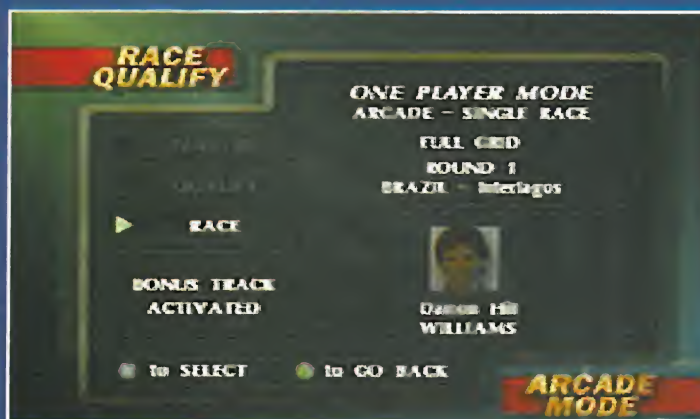 RACE
QUALIFY
ONE PLAYER MODE
ARCADE - SINGLE RACE
FULL GRID
ROUND 1
BRAZIL - Interlagos
QUALIFY
RACE
BONUS TRACK
ACTIVATED
Damon Hill
WILLIAMS
to SELECT
to GO BACK
ARCADE
MODE